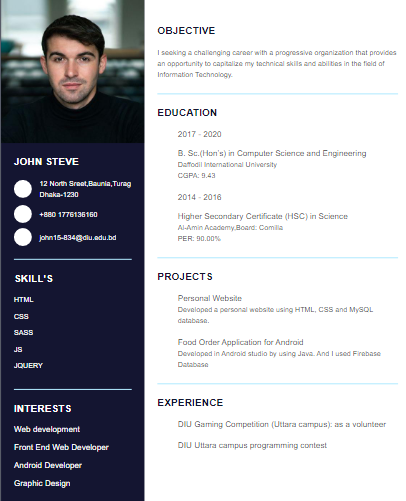 JOHN STEVE
12 North Sreet,Baunia,Turag
Dhaka-1230
+880 1776136160
john15-834@diu.edu.bd
SKILL'S
HTML
CSS
SASS
JS
JQUERY
INTERESTS
Web development
Front End Web Developer
Android Developer
Graphic Design
OBJECTIVE
I seeking a challenging career with a progressive organization that provides
an opportunity to capitalize my technical skills and abilities in the field of
Information Technology.
EDUCATION
2017 - 2020
B. Sc.(Hon's) in Computer Science and Engineering
Daffodil International University
CGPA: 9.43
2014 - 2016
Higher Secondary Certificate (HSC) in Science
Al-Amin Academy,Board: Comilla
PER: 90.00%
PROJECTS
Personal Website
Developed a personal website using HTML, CSS and MySQL
database.
Food Order Application for Android
Developed in Android studio by using Java. And I used Firebase
Database
EXPERIENCE
DIU Gaming Competition (Uttara campus): as a volunteer
DIU Uttara campus programming contest